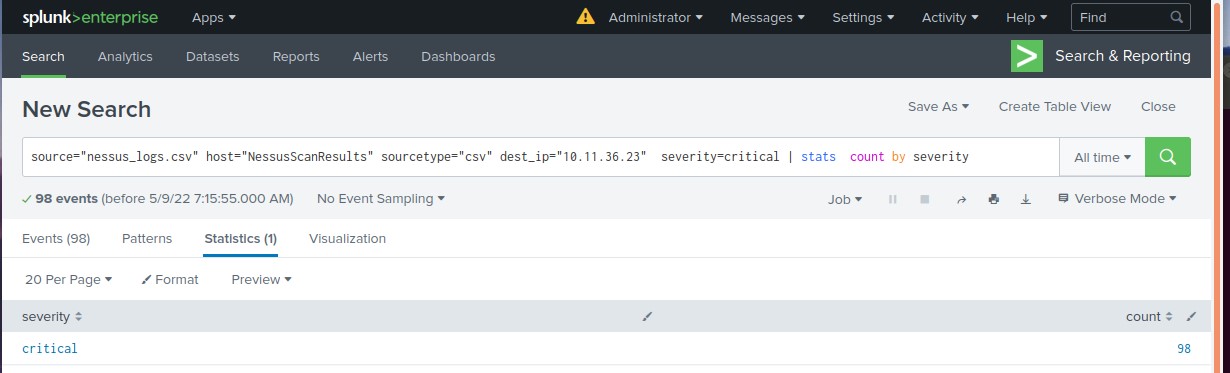 splunk>enterprise Apps Administrator Messages Settings Activity Help Find
Search Analytics Datasets Reports Alerts Dashboards > Search & Reporting
New Search Save As Create Table View Close
source="nessus_logs.csv" host="NessusScanResults" sourcetype="csv" dest_ip="10.11.36.23" severity=critical | stats count by severity All time
98 events (before 5/9/22 7:15:55.000 AM) No Event Sampling Job Verbose Mode
Events (98) Patterns Statistics (1) Visualization
20 Per Page Format Preview
severity count
critical 98